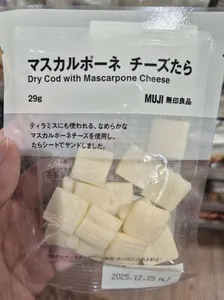 マスカルポーネ チーズたら
Dry Cod with Mascarpone Cheese
29g
MUJI 無印良品
ティラミスにも使われる、なめらかな
マスカルポーネチーズを使用し、
たらシートでサンドしました。
2025.12.25